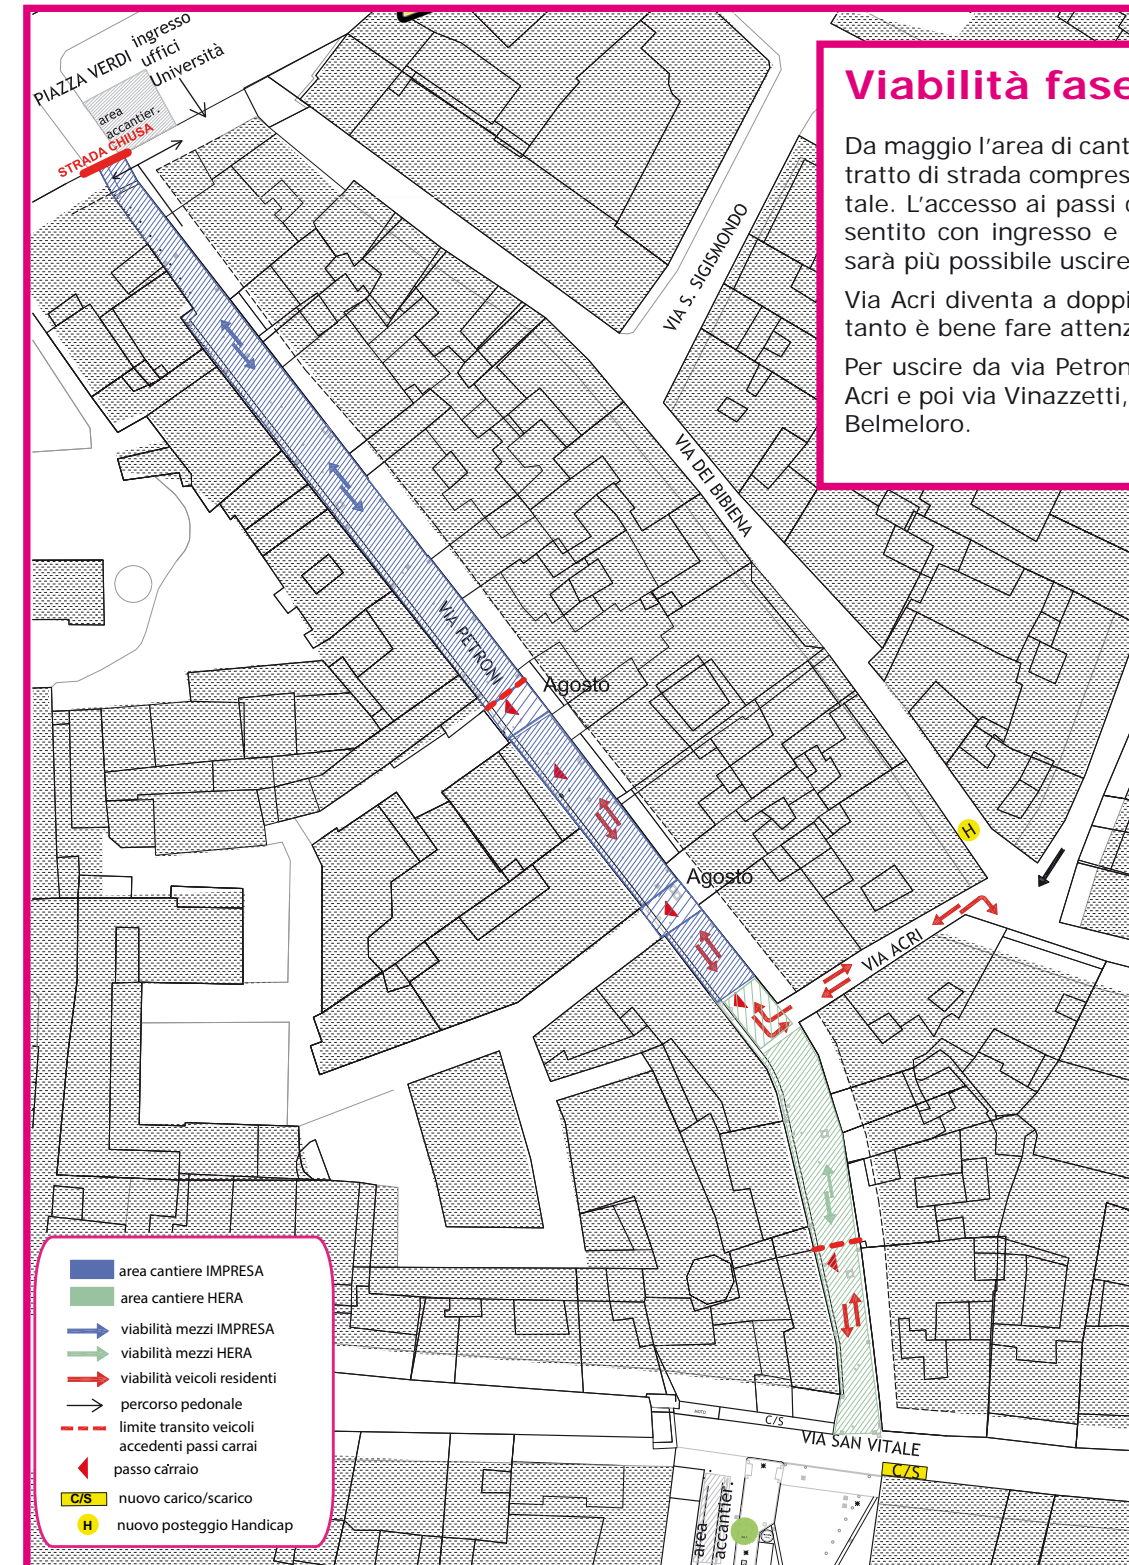 PIAZZA VERDI
ingresso
uffici
Università
area
accantier.
STRADA CHIUSA
Viabilità fase
Da maggio l'area di cant
tratto di strada compres
tale. L'accesso ai passi
sentito con ingresso e
sarà più possibile uscire
Via Acri diventa a doppi
tanto è bene fare attenz
Per uscire da via Petron
Acri e poi via Vinazzetti,
Belmeloro.
VIA S. SIGISMONDO
VIA DEI BIBIENA
VIA PETRONI
Agosto
Agosto
H
VIA ACRI
area cantiere IMPRESA
area cantiere HERA
viabilità mezzi IMPRESA
viabilità mezzi HERA
viabilità veicoli residenti
percorso pedonale
limite transito veicoli
accedenti passi carrai
passo carraio
C/S nuovo carico/scarico
H nuovo posteggio Handicap
MOTO
C/S
VIA SAN VITALE
C/S
area
accantier.